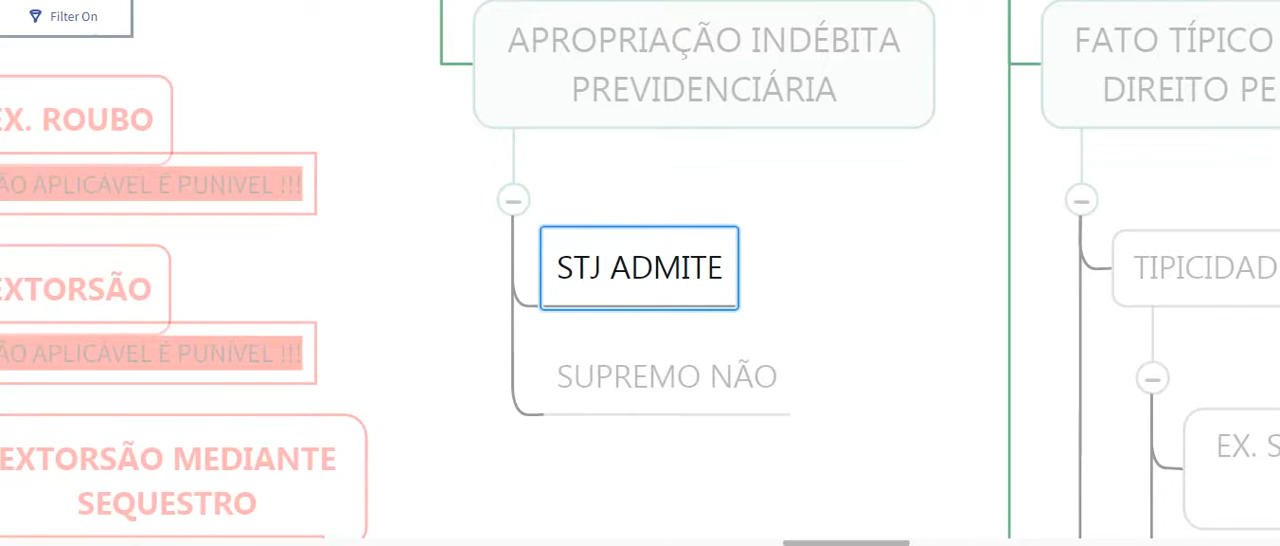 Filter On
EX. ROUBO
ÃO APLICÁVEL É PUNIVEL !!!
EXTORSÃO
ÃO APLICÁVEL É PUNÍVEL !!!
EXTORSÃO MEDIANTE
SEQUESTRO
APROPRIAÇÃO INDÉBITA
PREVIDENCIÁRIA
STJ ADMITE
SUPREMO NÃO
FATO TÍPICO
DIREITO PE
TIPICIDAD
EX. S